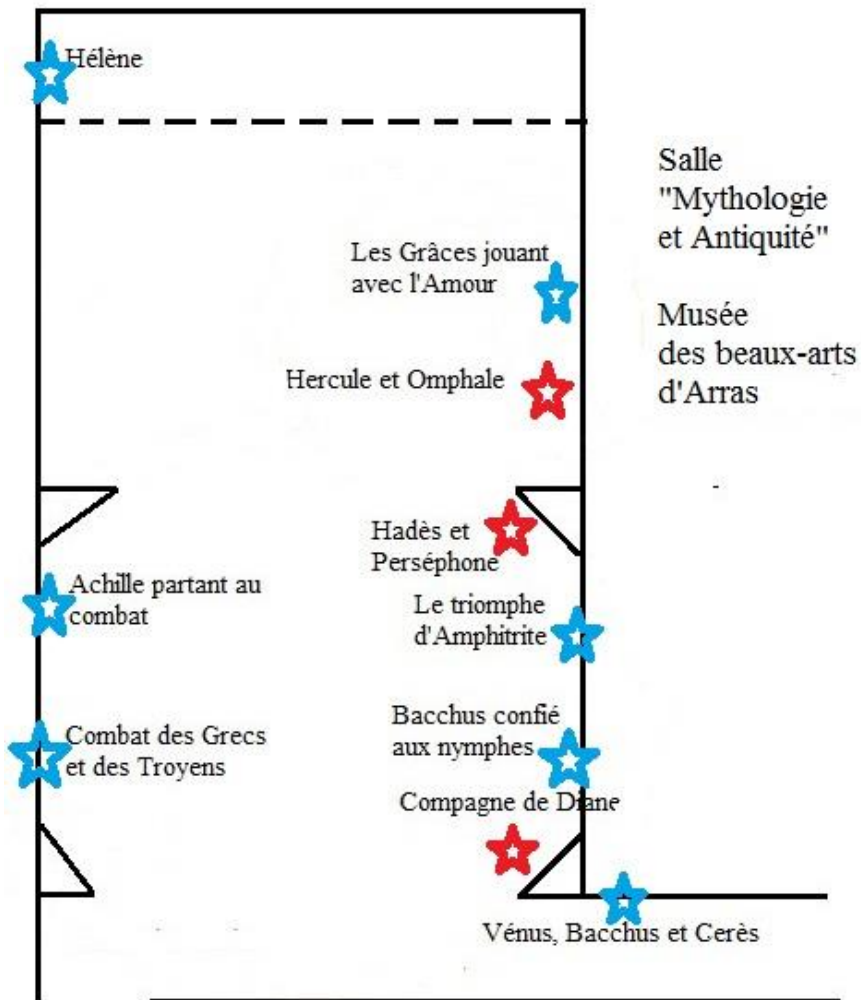 Hélène
Salle
"Mythologie
et Antiquité"
Musée
des beaux-arts
d'Arras
Les Grâces jouant
avec l'Amour
Hercule et Omphale
Hadès et
Perséphone
Achille partant au
combat
Le triomphe
d'Amphitrite
Bacchus confié
aux nymphes
Combat des Grecs
et des Troyens
Compagne de Diane
Vénus, Bacchus et Cerès